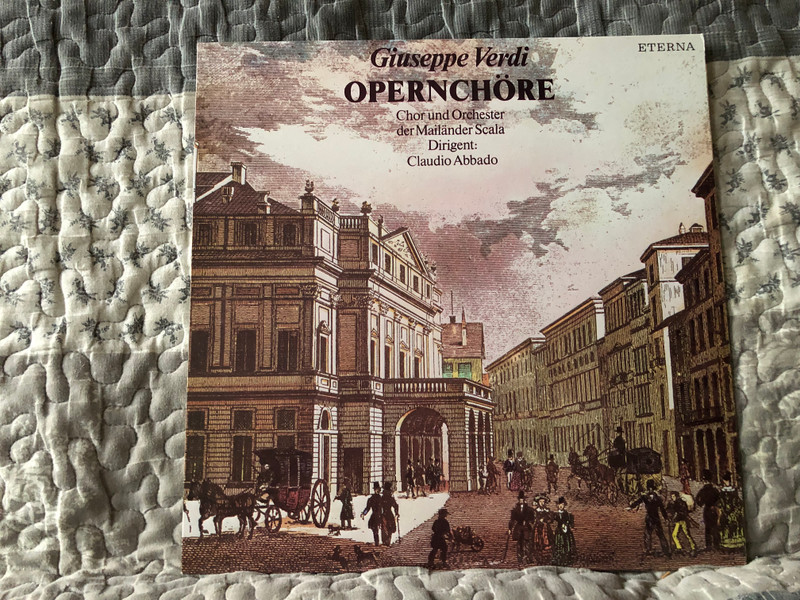 ETERNA
Giuseppe Verdi
OPERNCHÖRE
Chor und Orchester
der Mailänder Scala
Dirigent:
Claudio Abbado